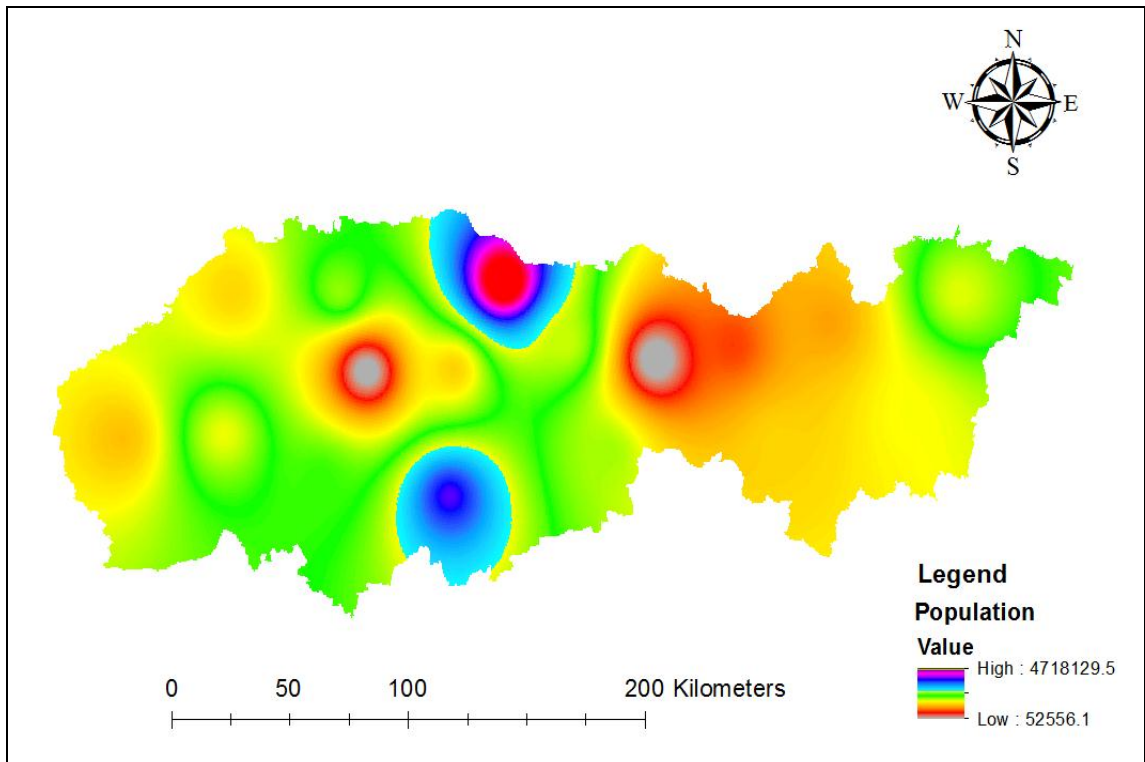 N
W E
S
Legend
Population
Value
High : 4718129.5
Low : 52556.1
0 50 100 200 Kilometers